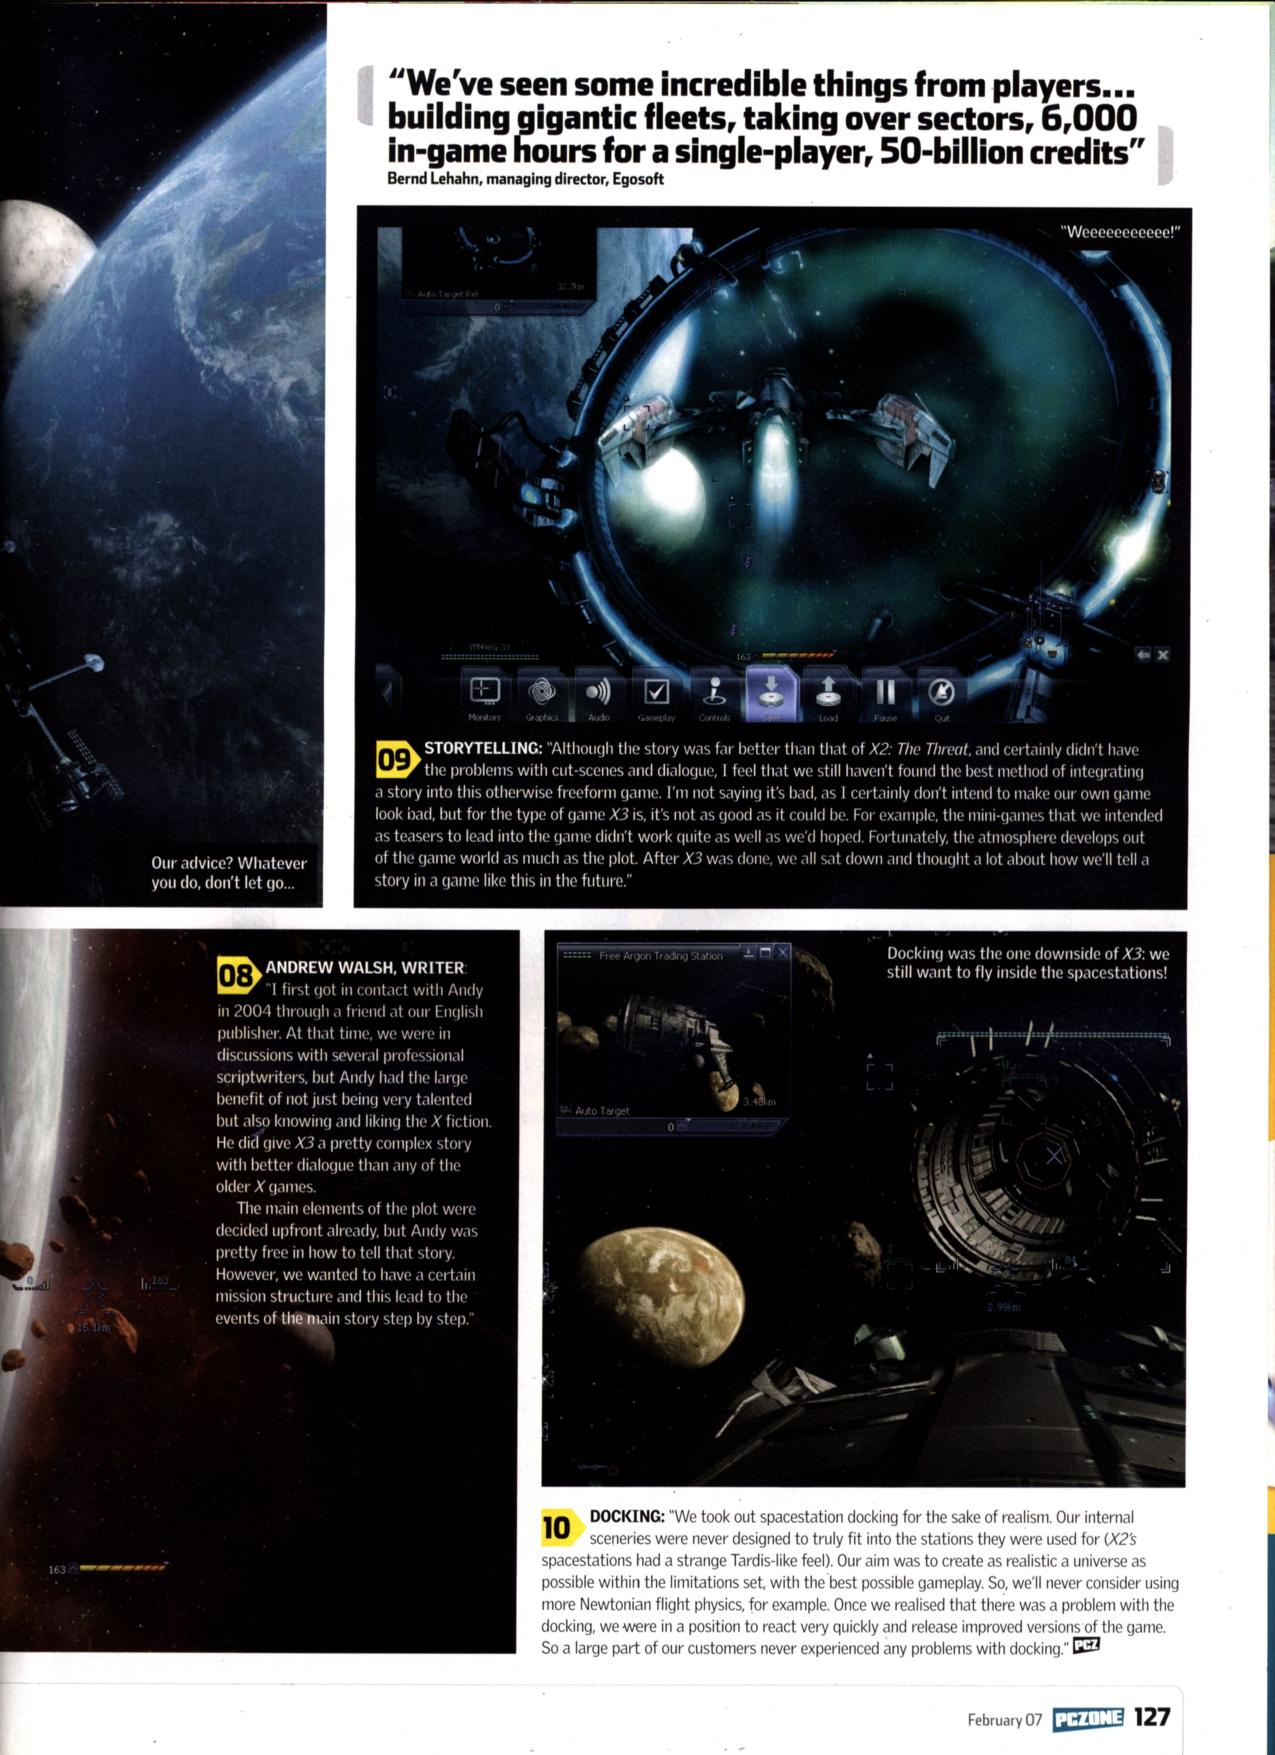 “We’ve seen some incredible things from players...
building gigantic fleets, taking over sectors, 6,000
in-game hours for a single-player, 50-billion credits”
Bernd Lehahn, managing director, Egosoft
“Weeeeeeeeeee!”
Auto Target Rel
32.7km
0
163
Monitors
Graphics
Audio
Gameplay
Controls
Save
Load
Pause
Quit
09 STORYTELLING: “Although the story was far better than that of X2: The Threat, and certainly didn’t have
the problems with cut-scenes and dialogue, I feel that we still haven’t found the best method of integrating
a story into this otherwise freeform game. I’m not saying it’s bad, as I certainly don’t intend to make our own game
look bad, but for the type of game X3 is, it’s not as good as it could be. For example, the mini-games that we intended
as teasers to lead into the game didn’t work quite as well as we’d hoped. Fortunately, the atmosphere develops out
of the game world as much as the plot. After X3 was done, we all sat down and thought a lot about how we’ll tell a
story in a game like this in the future.”
Our advice? Whatever
you do, don’t let go...
08 ANDREW WALSH, WRITER:
“I first got in contact with Andy
in 2004 through a friend at our English
publisher. At that time, we were in
discussions with several professional
scriptwriters, but Andy had the large
benefit of not just being very talented
but also knowing and liking the X fiction.
He did give X3 a pretty complex story
with better dialogue than any of the
older X games.
The main elements of the plot were
decided upfront already, but Andy was
pretty free in how to tell that story.
However, we wanted to have a certain
mission structure and this lead to the
events of the main story step by step.”
0
163
15.1km
163
Free Argon Trading Station
3.48km
Auto Target
0
Docking was the one downside of X3: we
still want to fly inside the spacestations!
94
2.99km
10 DOCKING: “We took out spacestation docking for the sake of realism. Our internal
sceneries were never designed to truly fit into the stations they were used for (X2’s
spacestations had a strange Tardis-like feel). Our aim was to create as realistic a universe as
possible within the limitations set, with the best possible gameplay. So, we’ll never consider using
more Newtonian flight physics, for example. Once we realised that there was a problem with the
docking, we were in a position to react very quickly and release improved versions of the game.
So a large part of our customers never experienced any problems with docking.” PCZ
February 07 PCZONE 127